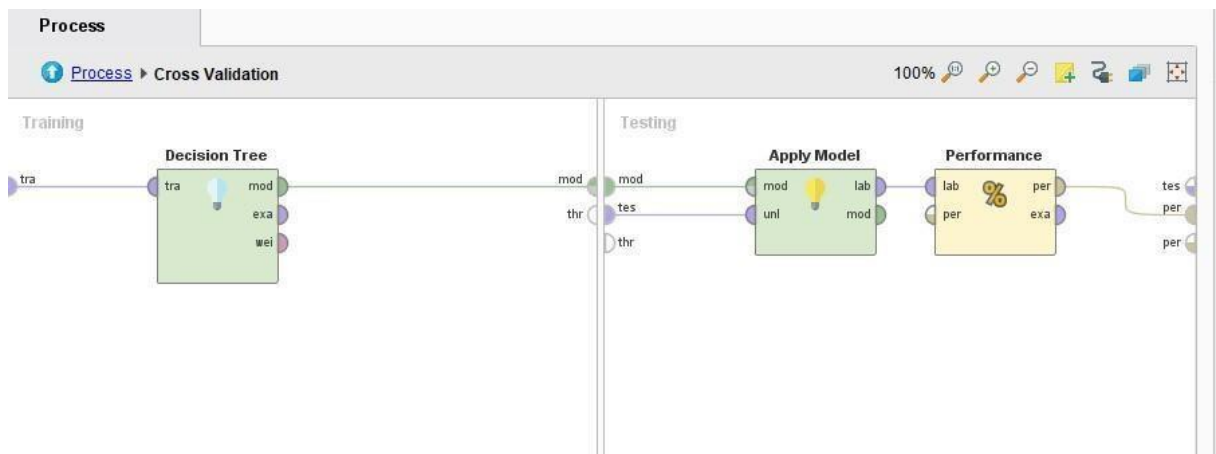 Process
Process ▸ Cross Validation
100%
Training
Testing
Decision Tree
Apply Model
Performance
tra
tra
mod
exa
wei
mod
thr
mod
tes
thr
mod
unl
lab
mod
lab
per
%
per
exa
tes
per
per